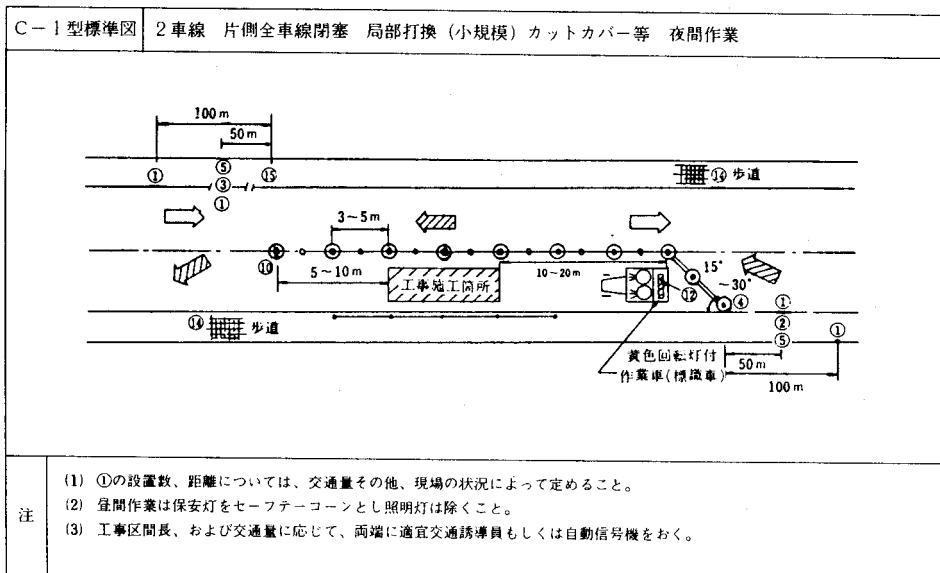 C－1型標準図 2車線 片側全車線閉塞 局部打換（小規模）カットカバー等 夜間作業
100m
50m
① ⑤ ⑮ ⑭ 歩道
③
①
3～5m
⑩ 5～10m 10～20m 15°
工事施工箇所 ⑫ ～30°
④ ①
⑭ 歩道 ② ①
⑤
黄色回転灯付
作業車(標識車)
50m
100m
注
(1) ①の設置数、距離については、交通量その他、現場の状況によって定めること。
(2) 昼間作業は保安灯をセーフテーコーンとし照明灯は除くこと。
(3) 工事区間長、および交通量に応じて、両端に適宜交通誘導員もしくは自動信号機をおく。